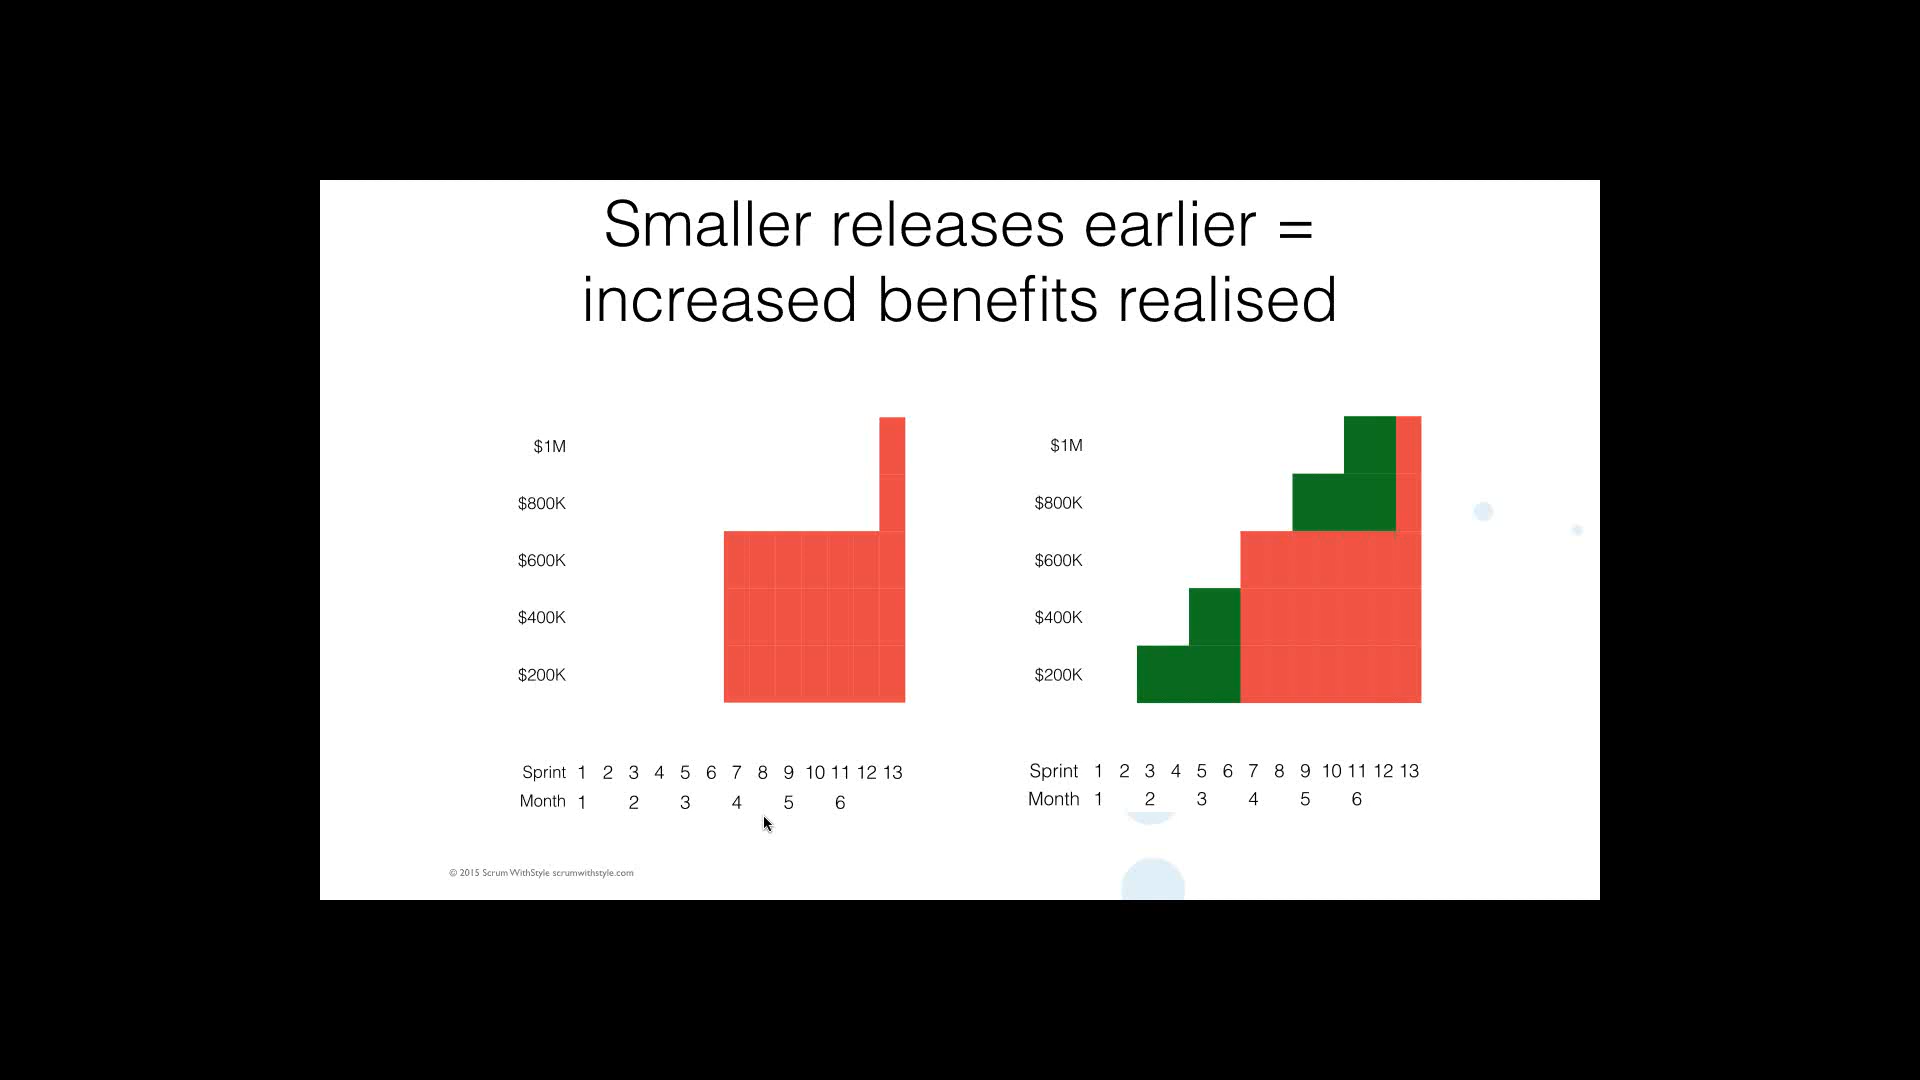 Smaller releases earlier =
increased benefits realised
$1M
$800K
$600K
$400K
$200K
Sprint 1 2 3 4 5 6 7 8 9 10 11 12 13
Month 1 2 3 4 5 6
$1M
$800K
$600K
$400K
$200K
Sprint 1 2 3 4 5 6 7 8 9 10 11 12 13
Month 1 2 3 4 5 6
© 2015 Scrum WithStyle scrumwithstyle.com